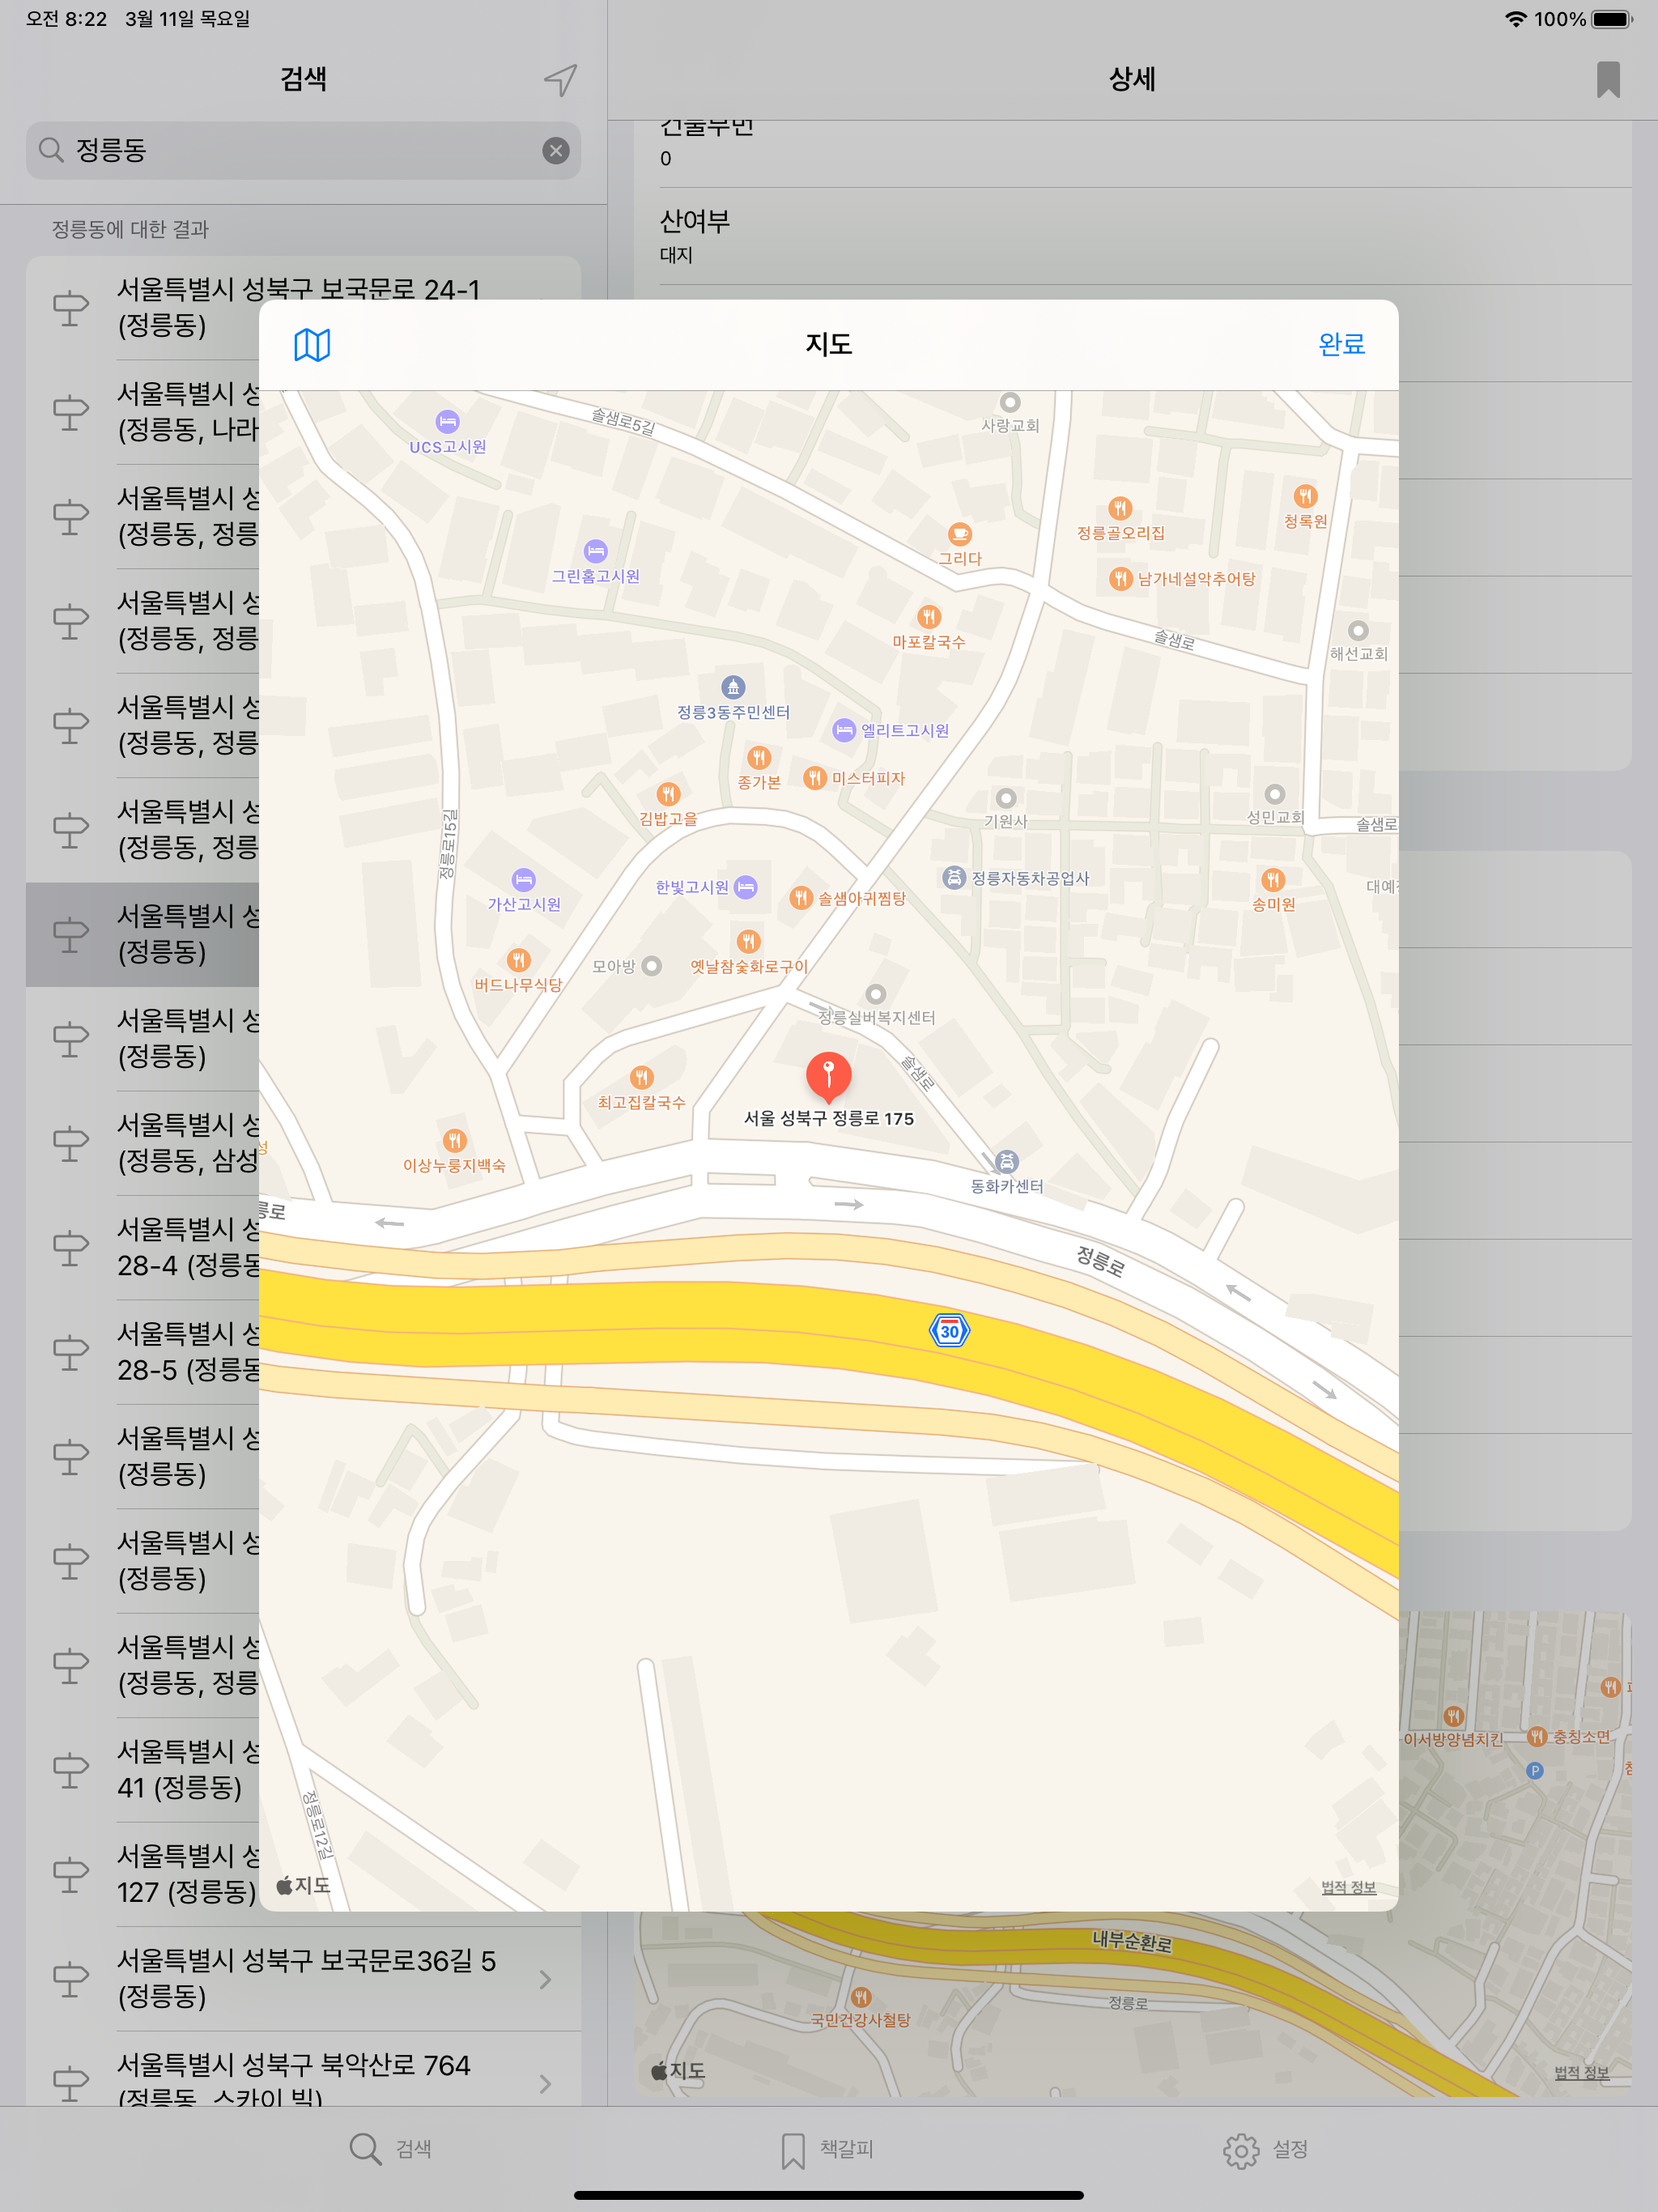 오전 8:22 3월 11일 목요일
100%
검색
상세
정릉동
정릉동에 대한 결과
서울특별시 성북구 보국문로 24-1
(정릉동)
서울특별시 성
(정릉동, 나라
서울특별시 성
(정릉동, 정릉
서울특별시 성
(정릉동, 정릉
서울특별시 성
(정릉동, 정릉
서울특별시 성
(정릉동, 정릉
서울특별시 성
(정릉동)
서울특별시 성
(정릉동)
서울특별시 성
(정릉동, 삼성
서울특별시 성
28-4 (정릉동
서울특별시 성
28-5 (정릉동
서울특별시 성
(정릉동)
서울특별시 성
(정릉동)
서울특별시 성
(정릉동, 정릉
서울특별시 성
41 (정릉동)
서울특별시 성
127 (정릉동)
서울특별시 성북구 보국문로36길 5
(정릉동)
서울특별시 성북구 북악산로 764
(정릉동, 스카이 빌)
건물부번
0
산여부
대지
지도
완료
솔샘로5길
사랑교회
UCS고시원
청록원
정릉골오리집
그리다
그린홈고시원
남가네설악추어탕
마포칼국수
솔샘로
해선교회
정릉3동주민센터
엘리트고시원
종가본
미스터피자
김밥고을
기원사
성민교회
솔샘로
정릉로15길
정릉자동차공업사
한빛고시원
솔샘아귀찜탕
대예
가산고시원
송미원
모아방
옛날참숯화로구이
버드나무식당
정릉실버복지센터
솔샘로
최고집칼국수
서울 성북구 정릉로 175
성
이상누룽지백숙
동화카센터
릉로
정릉로
30
정릉로12길
지도
법적 정보
이서방양념치킨
충칭소면
P
내부순환로
정릉로
국민건강사철탕
지도
법적 정보
검색
책갈피
설정